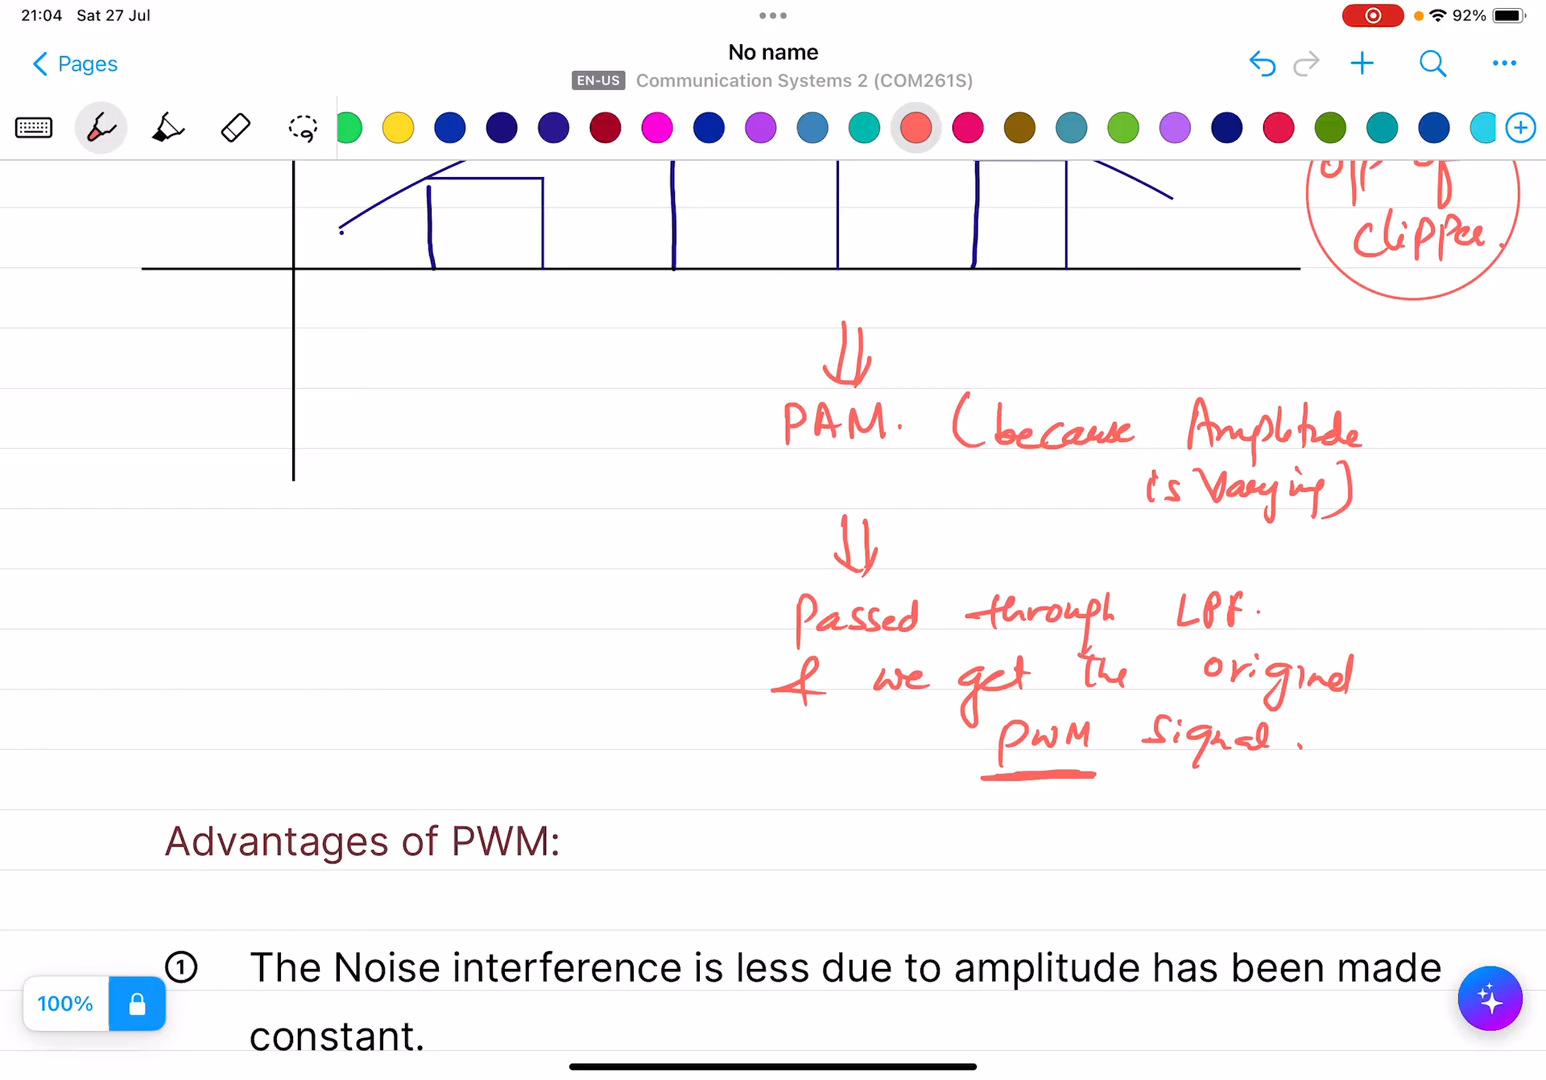 21:04 Sat 27 Jul
92%
Pages
No name
EN-US Communication Systems 2 (COM261S)
of
Clipper.
PAM. (because Amplitude
is Varying)
Passed through LPF.
& we get the original
PWM Signal.
Advantages of PWM:
1 The Noise interference is less due to amplitude has been made
constant.
100%